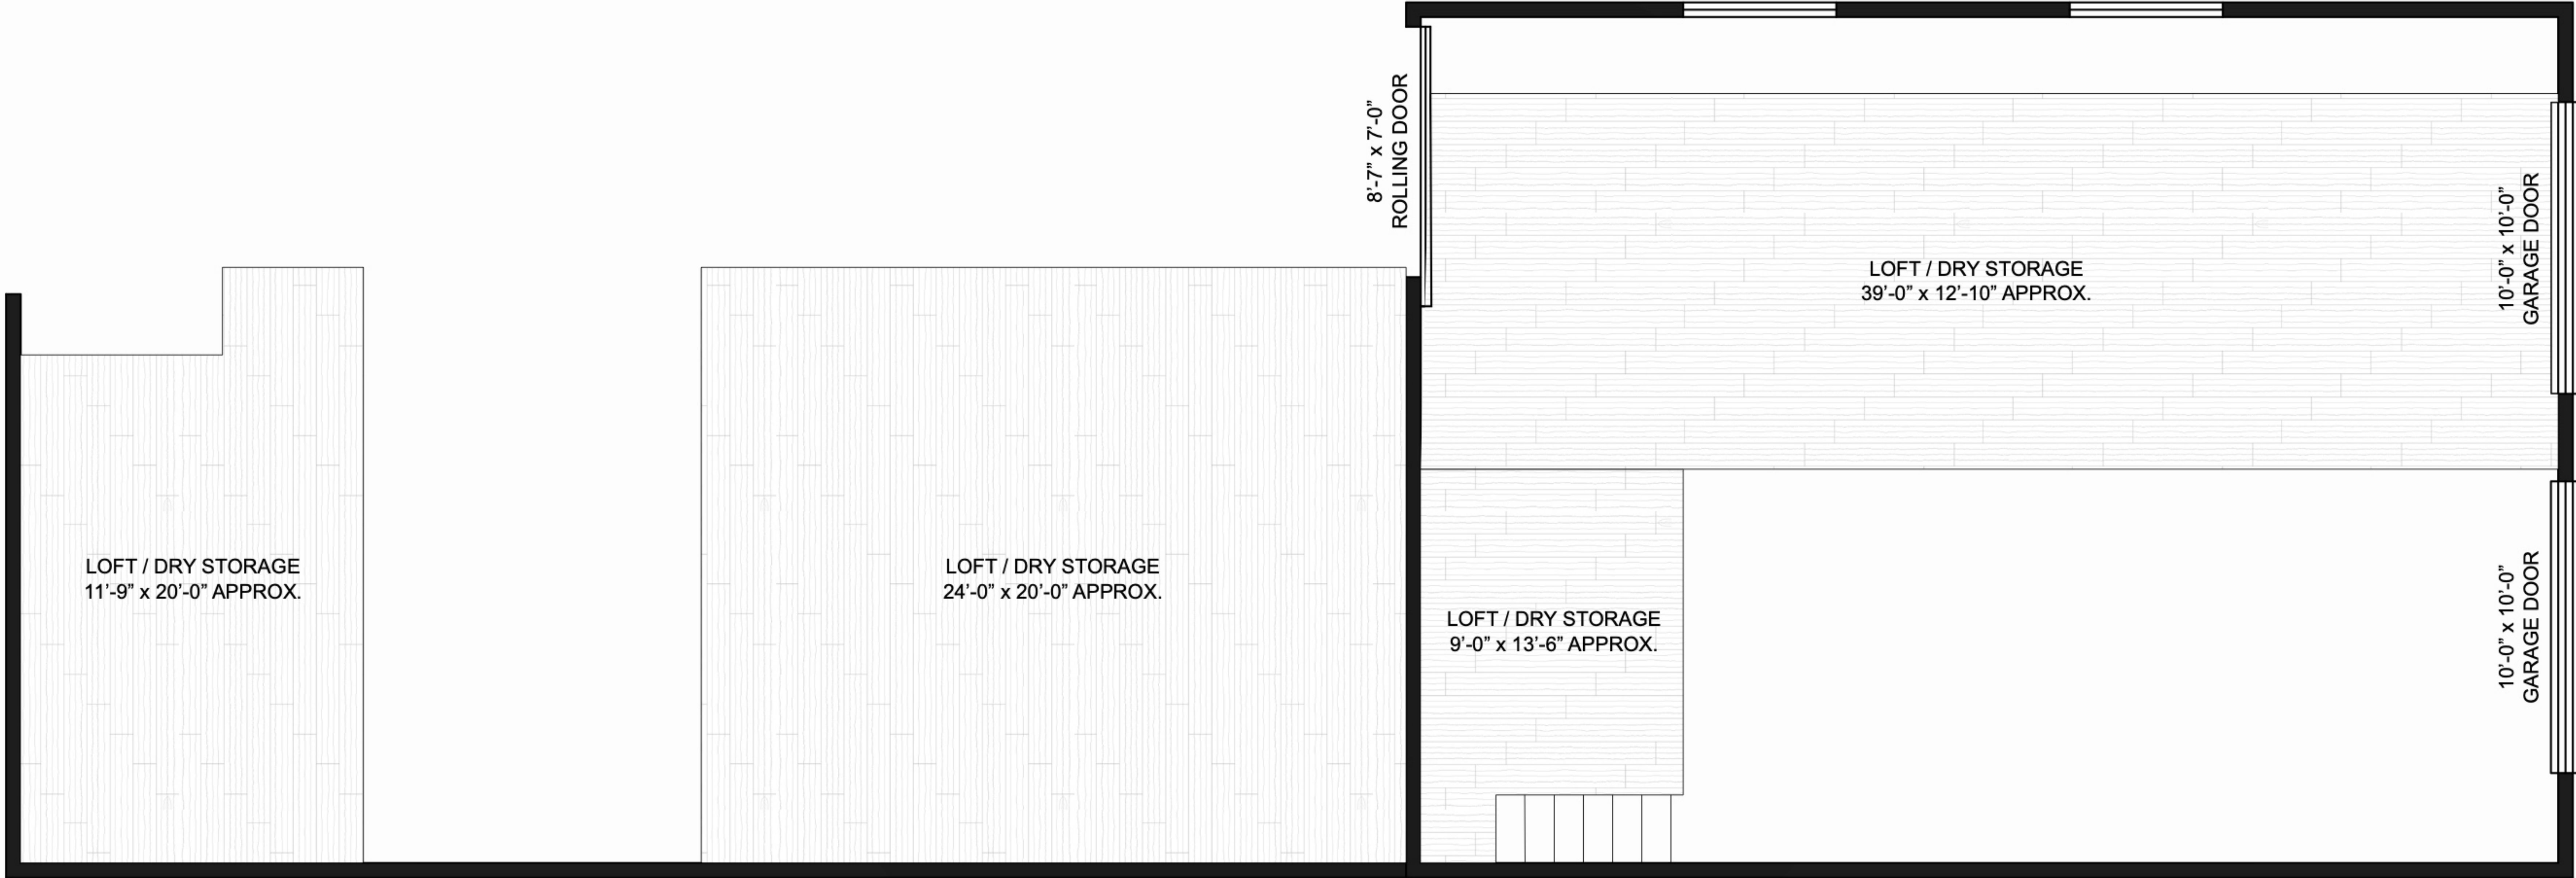 8’-7” x 7’-0”
ROLLING DOOR
LOFT / DRY STORAGE
39’-0” x 12’-10” APPROX.
10’-0” x 10’-0”
GARAGE DOOR
LOFT / DRY STORAGE
11’-9” x 20’-0” APPROX.
LOFT / DRY STORAGE
24’-0” x 20’-0” APPROX.
LOFT / DRY STORAGE
9’-0” x 13’-6” APPROX.
10’-0” x 10’-0”
GARAGE DOOR